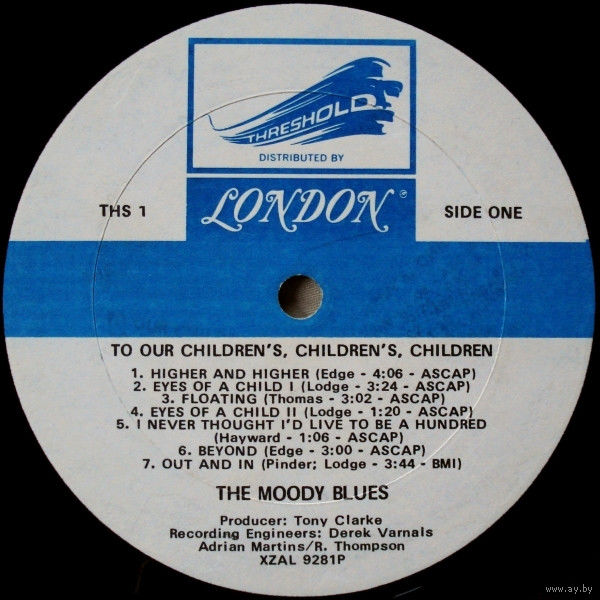 THRESHOLD
DISTRIBUTED BY
LONDON®
THS 1
SIDE ONE
TO OUR CHILDREN'S, CHILDREN'S, CHILDREN
1. HIGHER AND HIGHER (Edge - 4:06 - ASCAP)
2. EYES OF A CHILD I (Lodge - 3:24 - ASCAP)
3. FLOATING (Thomas - 3:02 - ASCAP)
4. EYES OF A CHILD II (Lodge - 1:20 - ASCAP)
5. I NEVER THOUGHT I'D LIVE TO BE A HUNDRED
(Hayward - 1:06 - ASCAP)
6. BEYOND (Edge - 3:00 - ASCAP)
7. OUT AND IN (Pinder; Lodge - 3:44 - BMI)
THE MOODY BLUES
Producer: Tony Clarke
Recording Engineers: Derek Varnals
Adrian Martins/R. Thompson
XZAL 9281P
www.ay.by